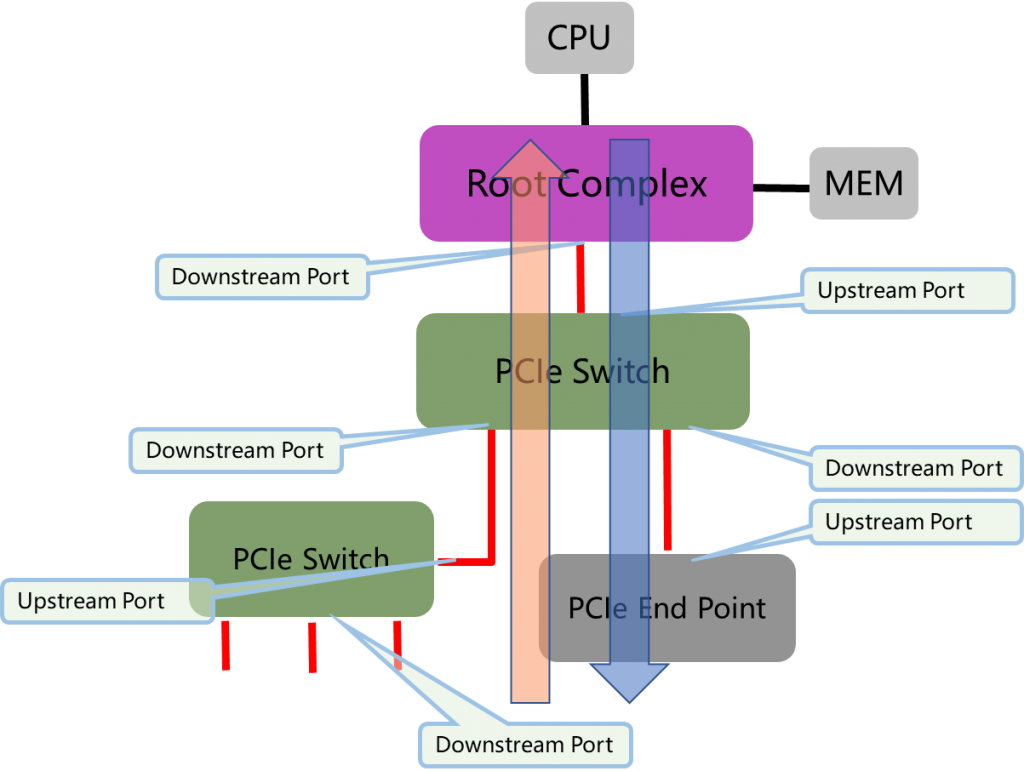 CPU
Root Complex
MEM
Downstream Port
Upstream Port
PCIe Switch
Downstream Port
Downstream Port
Upstream Port
PCIe Switch
Upstream Port
PCIe End Point
Downstream Port